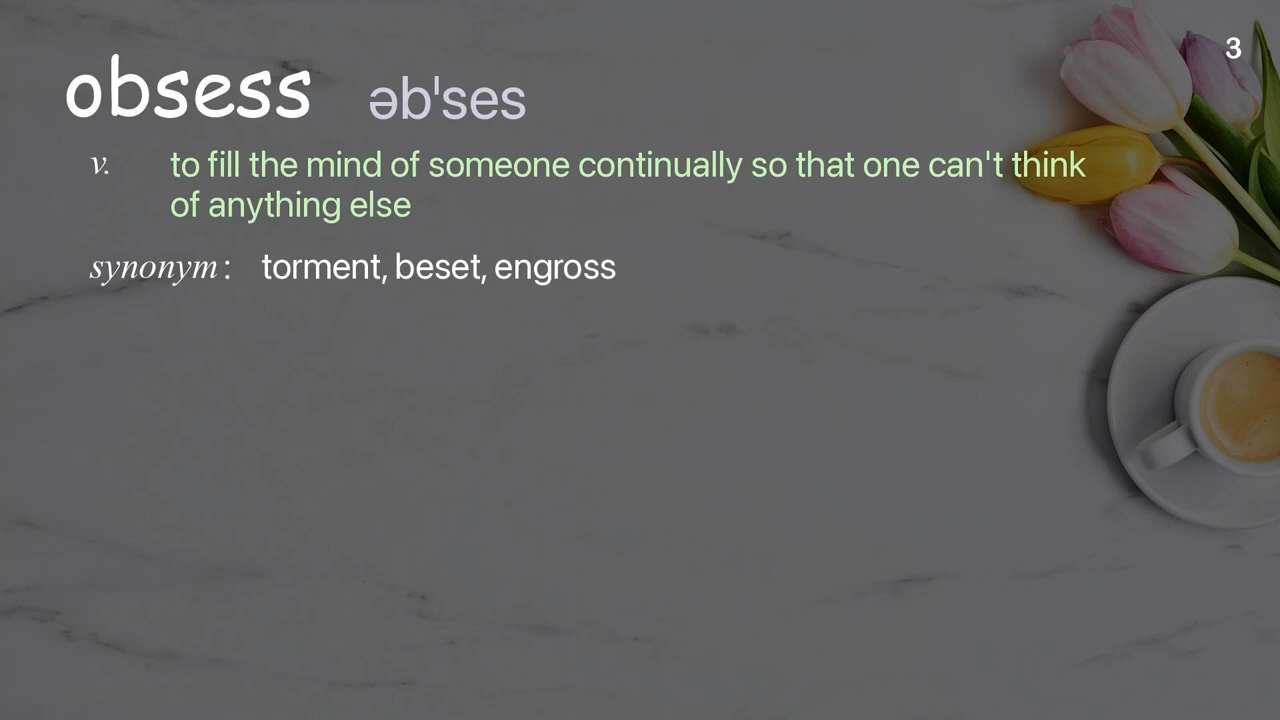 3
obsess əb'ses
v. to fill the mind of someone continually so that one can't think
of anything else
synonym: torment, beset, engross